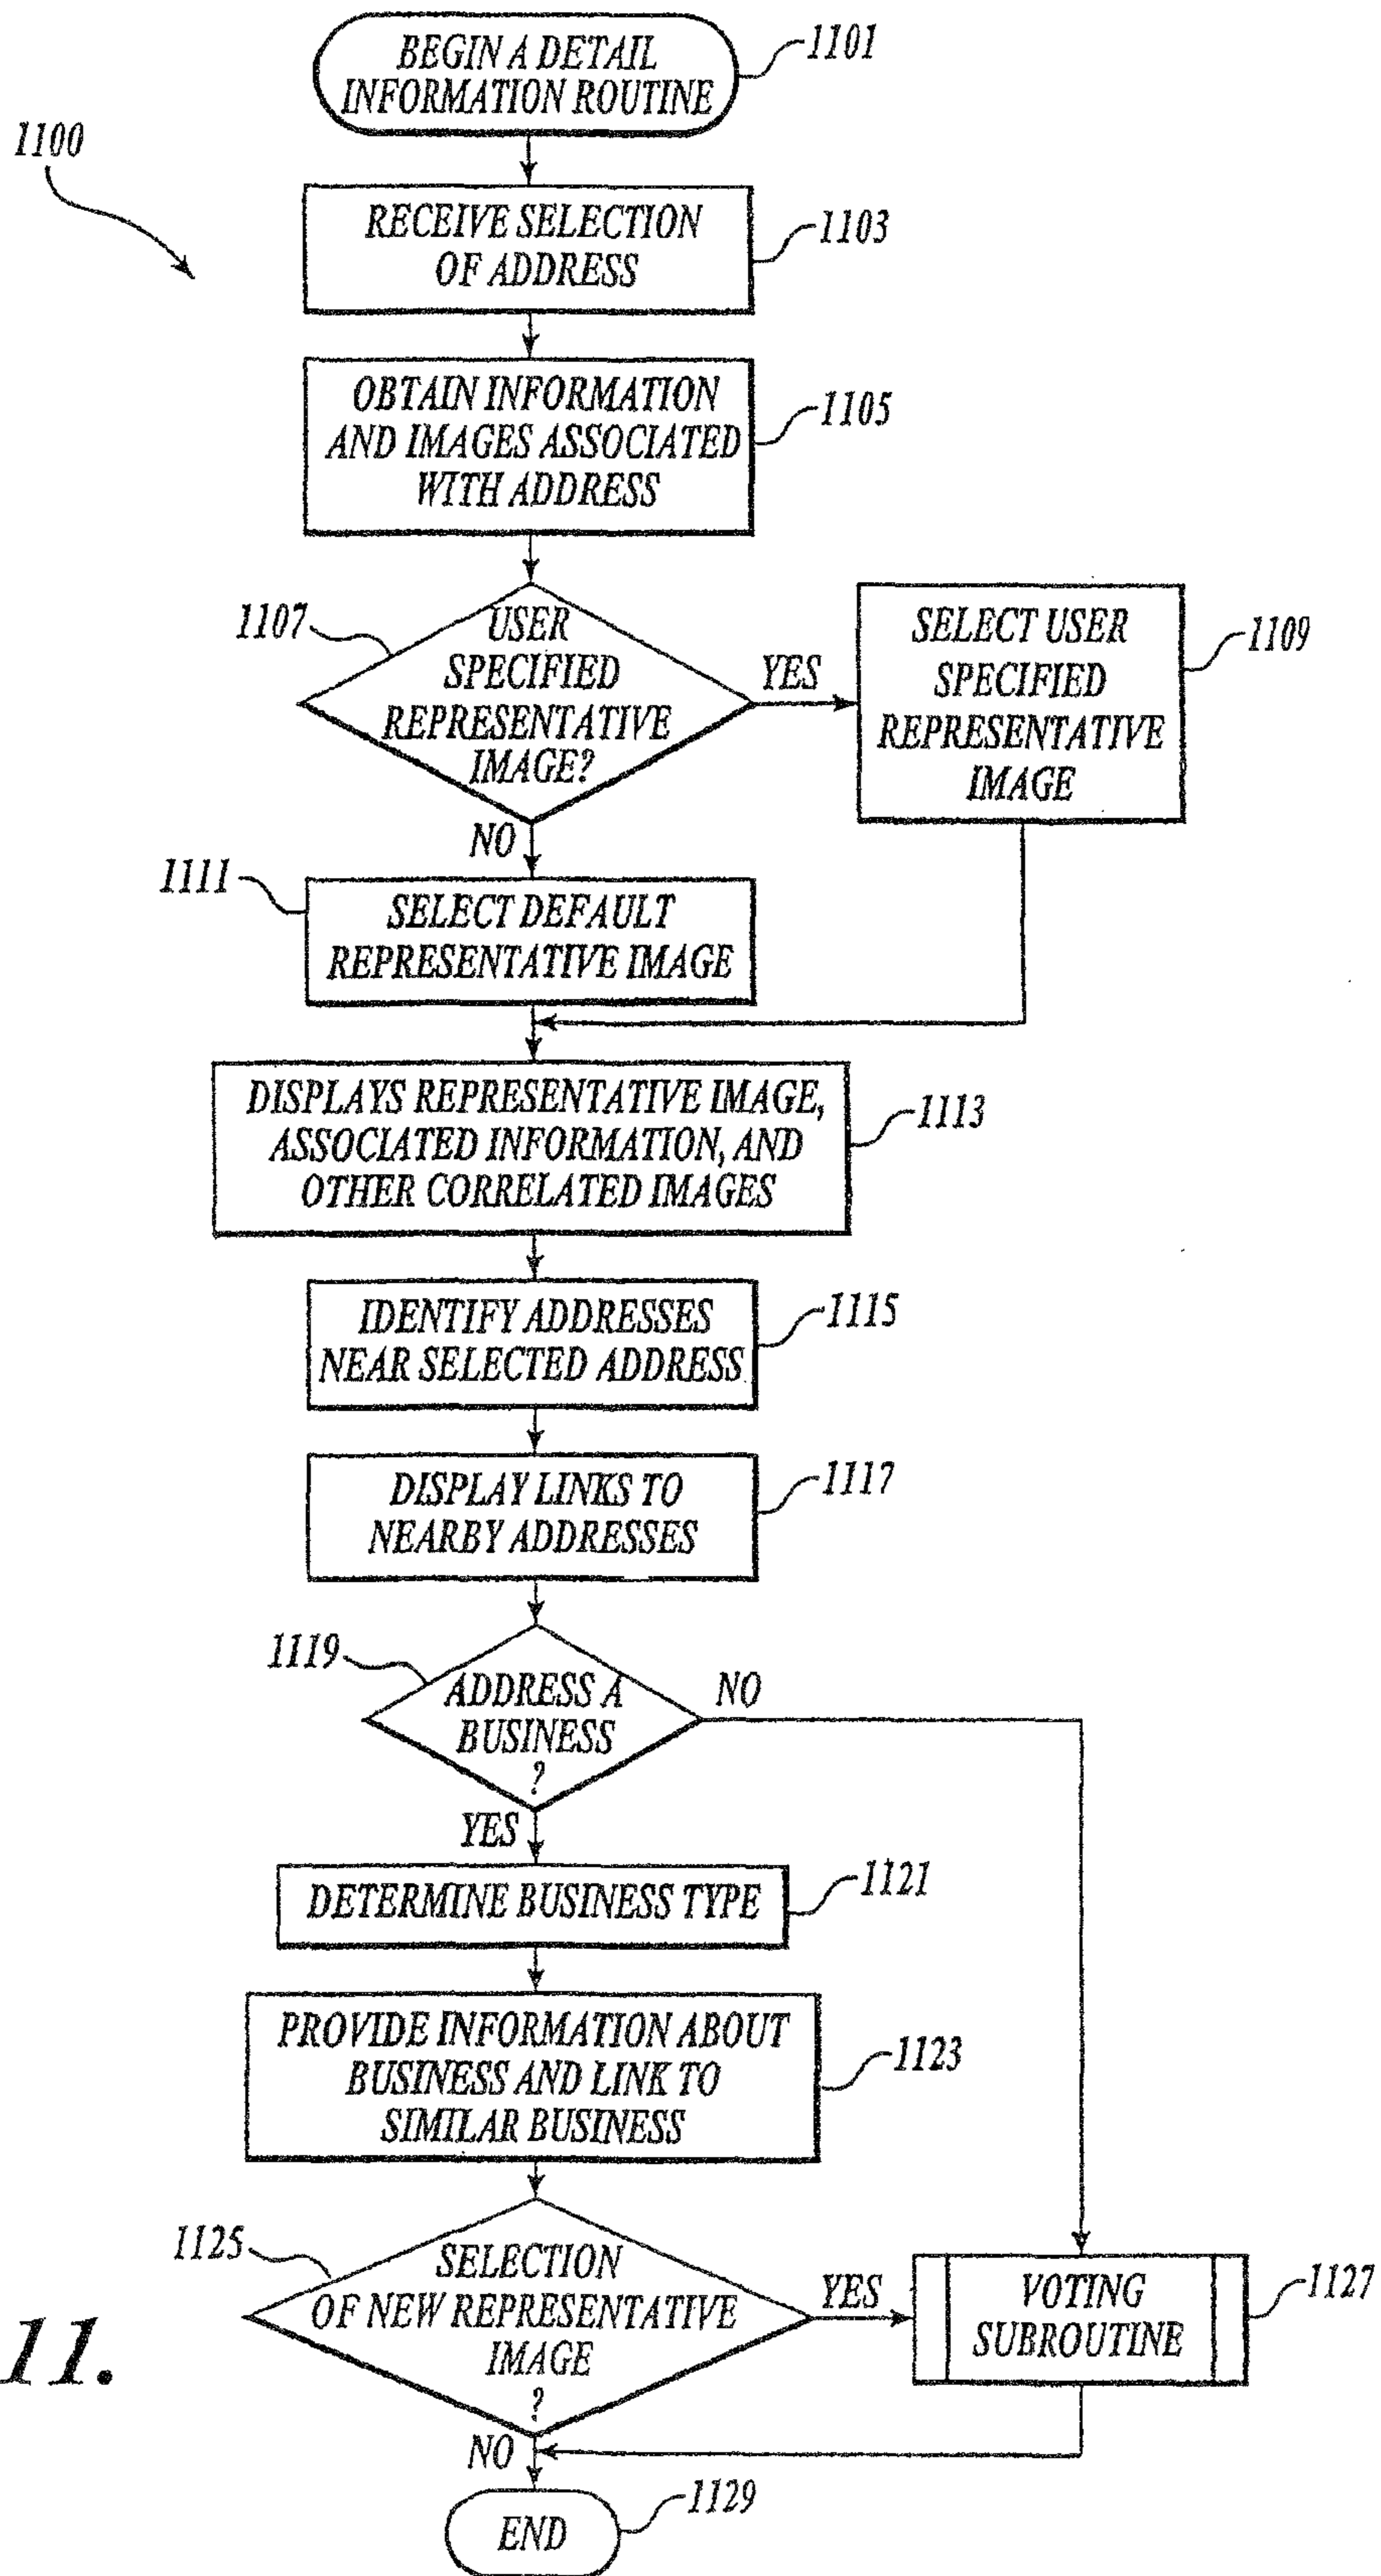 BEGIN A DETAIL
INFORMATION ROUTINE
1101
1100
RECEIVE SELECTION
OF ADDRESS
1103
OBTAIN INFORMATION
AND IMAGES ASSOCIATED
WITH ADDRESS
1105
1107
USER
SPECIFIED
REPRESENTATIVE
IMAGE?
YES
SELECT USER
SPECIFIED
REPRESENTATIVE
IMAGE
1109
NO
1111
SELECT DEFAULT
REPRESENTATIVE IMAGE
DISPLAYS REPRESENTATIVE IMAGE,
ASSOCIATED INFORMATION, AND
OTHER CORRELATED IMAGES
1113
IDENTIFY ADDRESSES
NEAR SELECTED ADDRESS
1115
DISPLAY LINKS TO
NEARBY ADDRESSES
1117
1119
ADDRESS A
BUSINESS
?
NO
YES
DETERMINE BUSINESS TYPE
1121
PROVIDE INFORMATION ABOUT
BUSINESS AND LINK TO
SIMILAR BUSINESS
1123
1125
SELECTION
OF NEW REPRESENTATIVE
IMAGE
?
YES
VOTING
SUBROUTINE
1127
11.
NO
END
1129